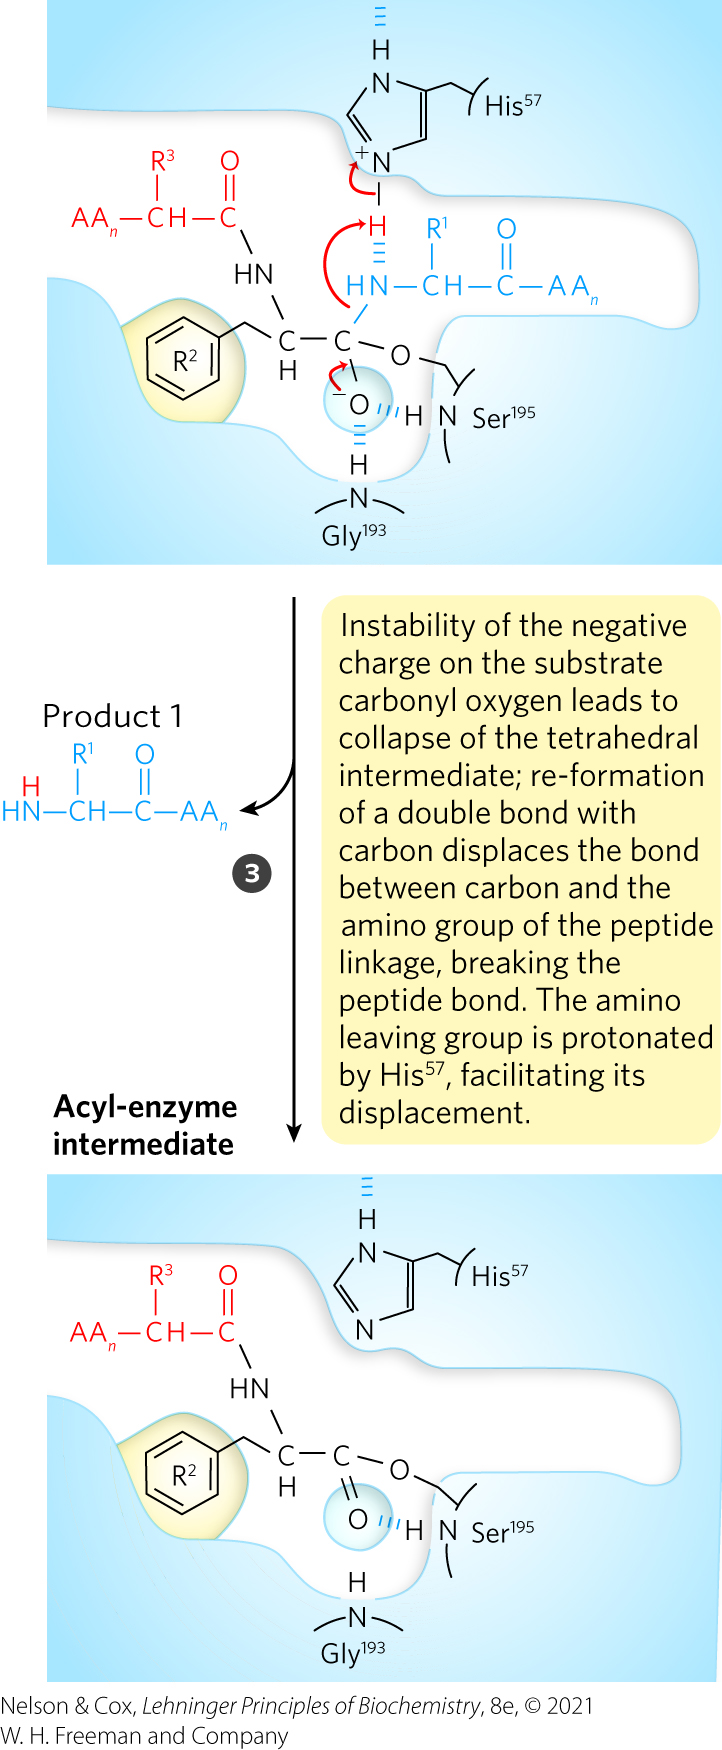 H
N
His⁵⁷
+N
R³ O
H R¹ O
AAₙ—CH—C
HN
HN—CH—C—AAₙ
R²
C—C—O
H
−O H N Ser¹⁹⁵
H
N
Gly¹⁹³
Instability of the negative
charge on the substrate
carbonyl oxygen leads to
collapse of the tetrahedral
intermediate; re-formation
of a double bond with
carbon displaces the bond
between carbon and the
amino group of the peptide
linkage, breaking the
peptide bond. The amino
leaving group is protonated
by His⁵⁷, facilitating its
displacement.
Product 1
R¹ O
H
HN—CH—C—AAₙ
3
Acyl-enzyme
intermediate
H
N
His⁵⁷
R³ O
N
AAₙ—CH—C
HN
C—C—O
R²
H
O H N Ser¹⁹⁵
H
N
Gly¹⁹³
Nelson & Cox, Lehninger Principles of Biochemistry, 8e, © 2021
W. H. Freeman and Company